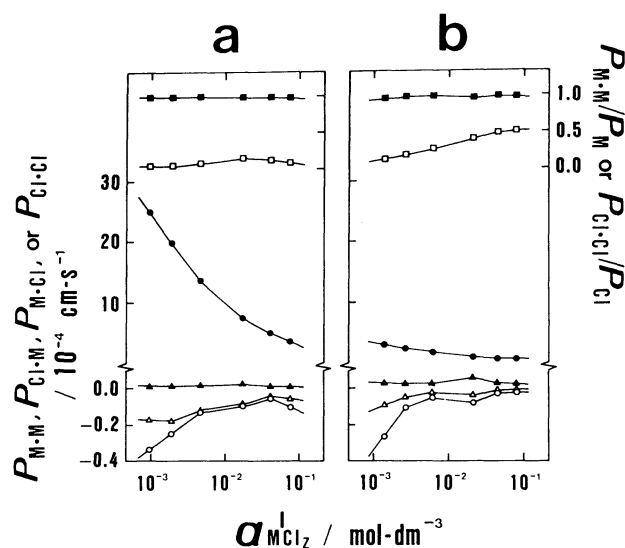 a b
1.0
0.5
0.0
30
20
10
0.0
−0.2
−0.4
10⁻³ 10⁻² 10⁻¹ 10⁻³ 10⁻² 10⁻¹
P_M·M, P_Cl·M, P_M·Cl, or P_Cl·Cl
/ 10⁻⁴ cm·s⁻¹
P_M·M/P_M or P_Cl·Cl/P_Cl
a^I_MCl_z / mol·dm⁻³